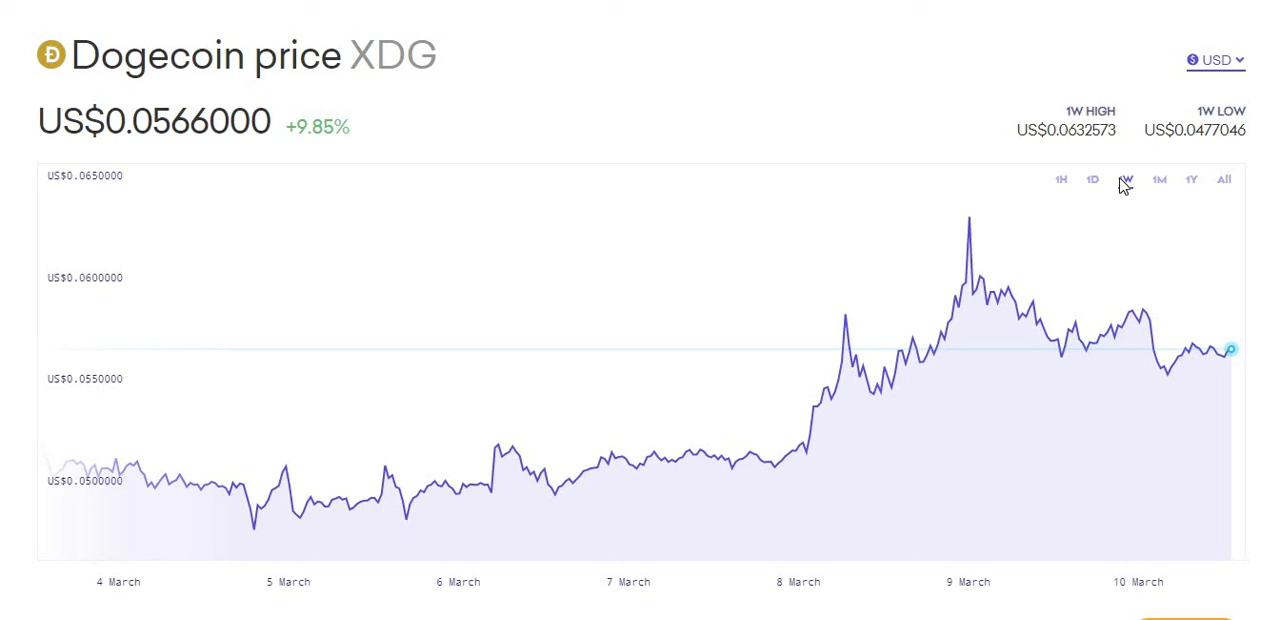 Dogecoin price XDG
USD
US$0.0566000 +9.85%
1W HIGH 1W LOW
US$0.0632573 US$0.0477046
US$0.0650000
1H 1D 1W 1M 1Y All
US$0.0600000
US$0.0550000
US$0.0500000
4 March 5 March 6 March 7 March 8 March 9 March 10 March